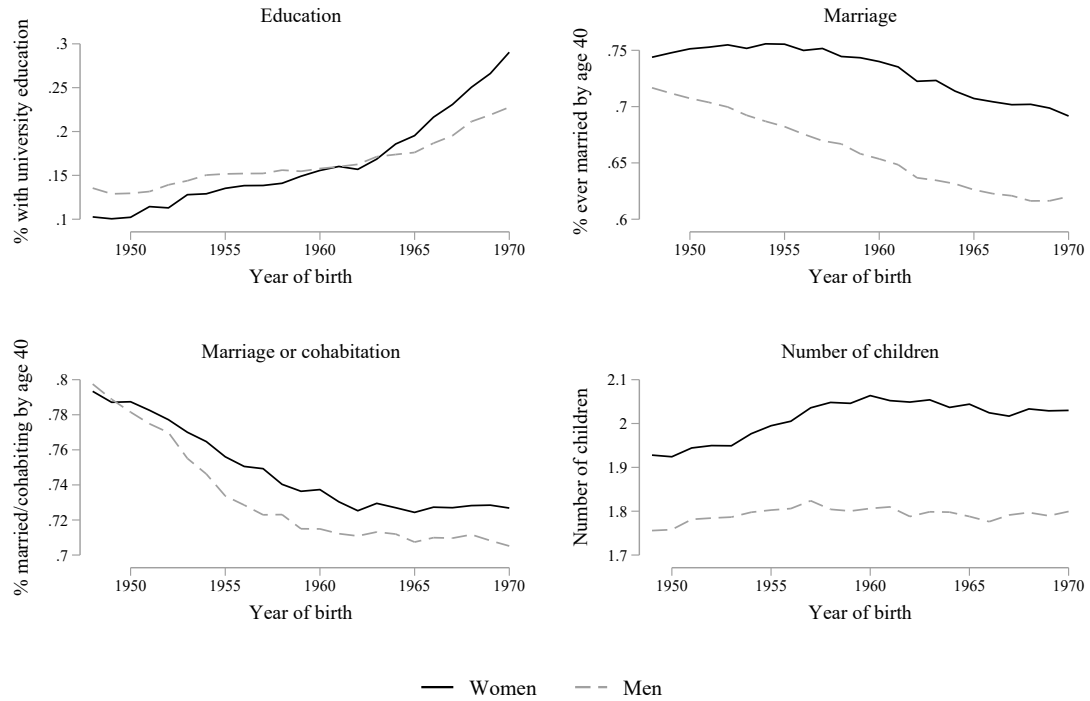 Education
% with university education
.3
.25
.2
.15
.1
1950 1955 1960 1965 1970
Year of birth
Marriage
% ever married by age 40
.75
.7
.65
.6
1950 1955 1960 1965 1970
Year of birth
Marriage or cohabitation
% married/cohabiting by age 40
.8
.78
.76
.74
.72
.7
1950 1955 1960 1965 1970
Year of birth
Number of children
Number of children
2.1
2
1.9
1.8
1.7
1950 1955 1960 1965 1970
Year of birth
Women Men